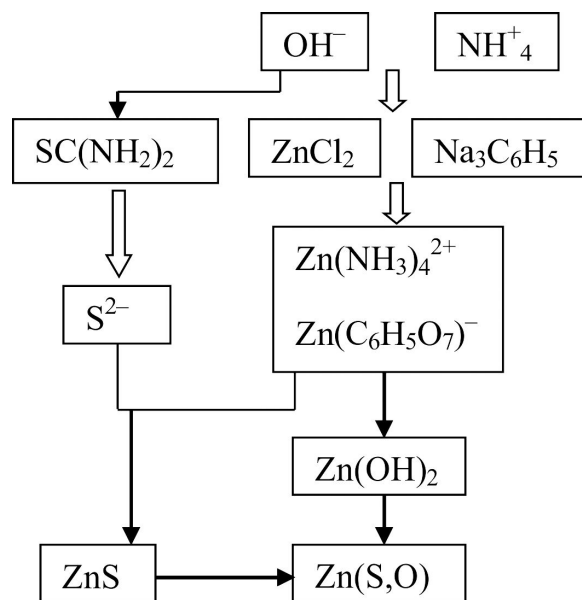 OH⁻
NH⁺₄
SC(NH₂)₂
ZnCl₂
Na₃C₆H₅
Zn(NH₃)₄²⁺
Zn(C₆H₅O₇)⁻
S²⁻
Zn(OH)₂
ZnS
Zn(S,O)